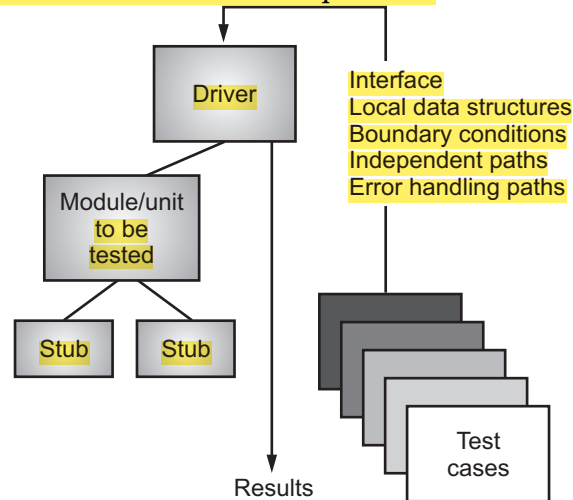 Driver
Interface
Local data structures
Boundary conditions
Independent paths
Error handling paths
Module/unit
to be
tested
Stub
Stub
Test
cases
Results